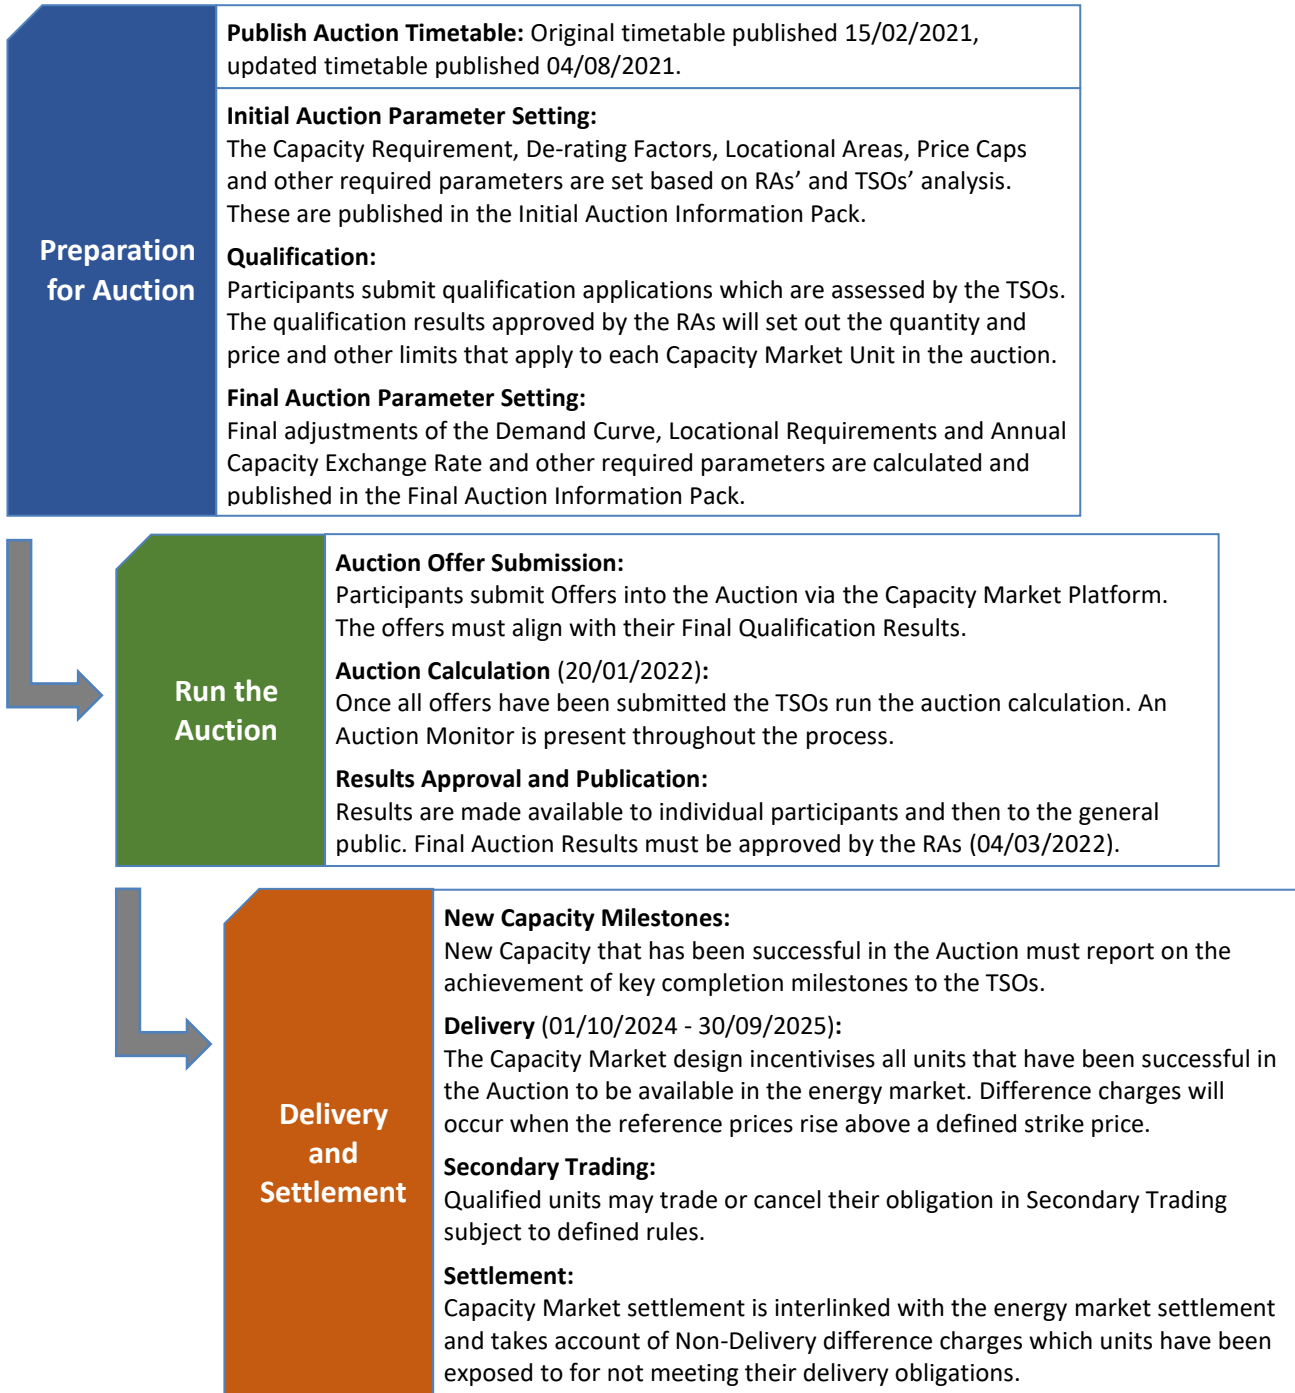 Publish Auction Timetable: Original timetable published 15/02/2021,
updated timetable published 04/08/2021.
Preparation
for Auction
Initial Auction Parameter Setting:
The Capacity Requirement, De-rating Factors, Locational Areas, Price Caps
and other required parameters are set based on RAs’ and TSOs’ analysis.
These are published in the Initial Auction Information Pack.
Qualification:
Participants submit qualification applications which are assessed by the TSOs.
The qualification results approved by the RAs will set out the quantity and
price and other limits that apply to each Capacity Market Unit in the auction.
Final Auction Parameter Setting:
Final adjustments of the Demand Curve, Locational Requirements and Annual
Capacity Exchange Rate and other required parameters are calculated and
published in the Final Auction Information Pack.
Run the
Auction
Auction Offer Submission:
Participants submit Offers into the Auction via the Capacity Market Platform.
The offers must align with their Final Qualification Results.
Auction Calculation (20/01/2022):
Once all offers have been submitted the TSOs run the auction calculation. An
Auction Monitor is present throughout the process.
Results Approval and Publication:
Results are made available to individual participants and then to the general
public. Final Auction Results must be approved by the RAs (04/03/2022).
Delivery
and
Settlement
New Capacity Milestones:
New Capacity that has been successful in the Auction must report on the
achievement of key completion milestones to the TSOs.
Delivery (01/10/2024 - 30/09/2025):
The Capacity Market design incentivises all units that have been successful in
the Auction to be available in the energy market. Difference charges will
occur when the reference prices rise above a defined strike price.
Secondary Trading:
Qualified units may trade or cancel their obligation in Secondary Trading
subject to defined rules.
Settlement:
Capacity Market settlement is interlinked with the energy market settlement
and takes account of Non-Delivery difference charges which units have been
exposed to for not meeting their delivery obligations.